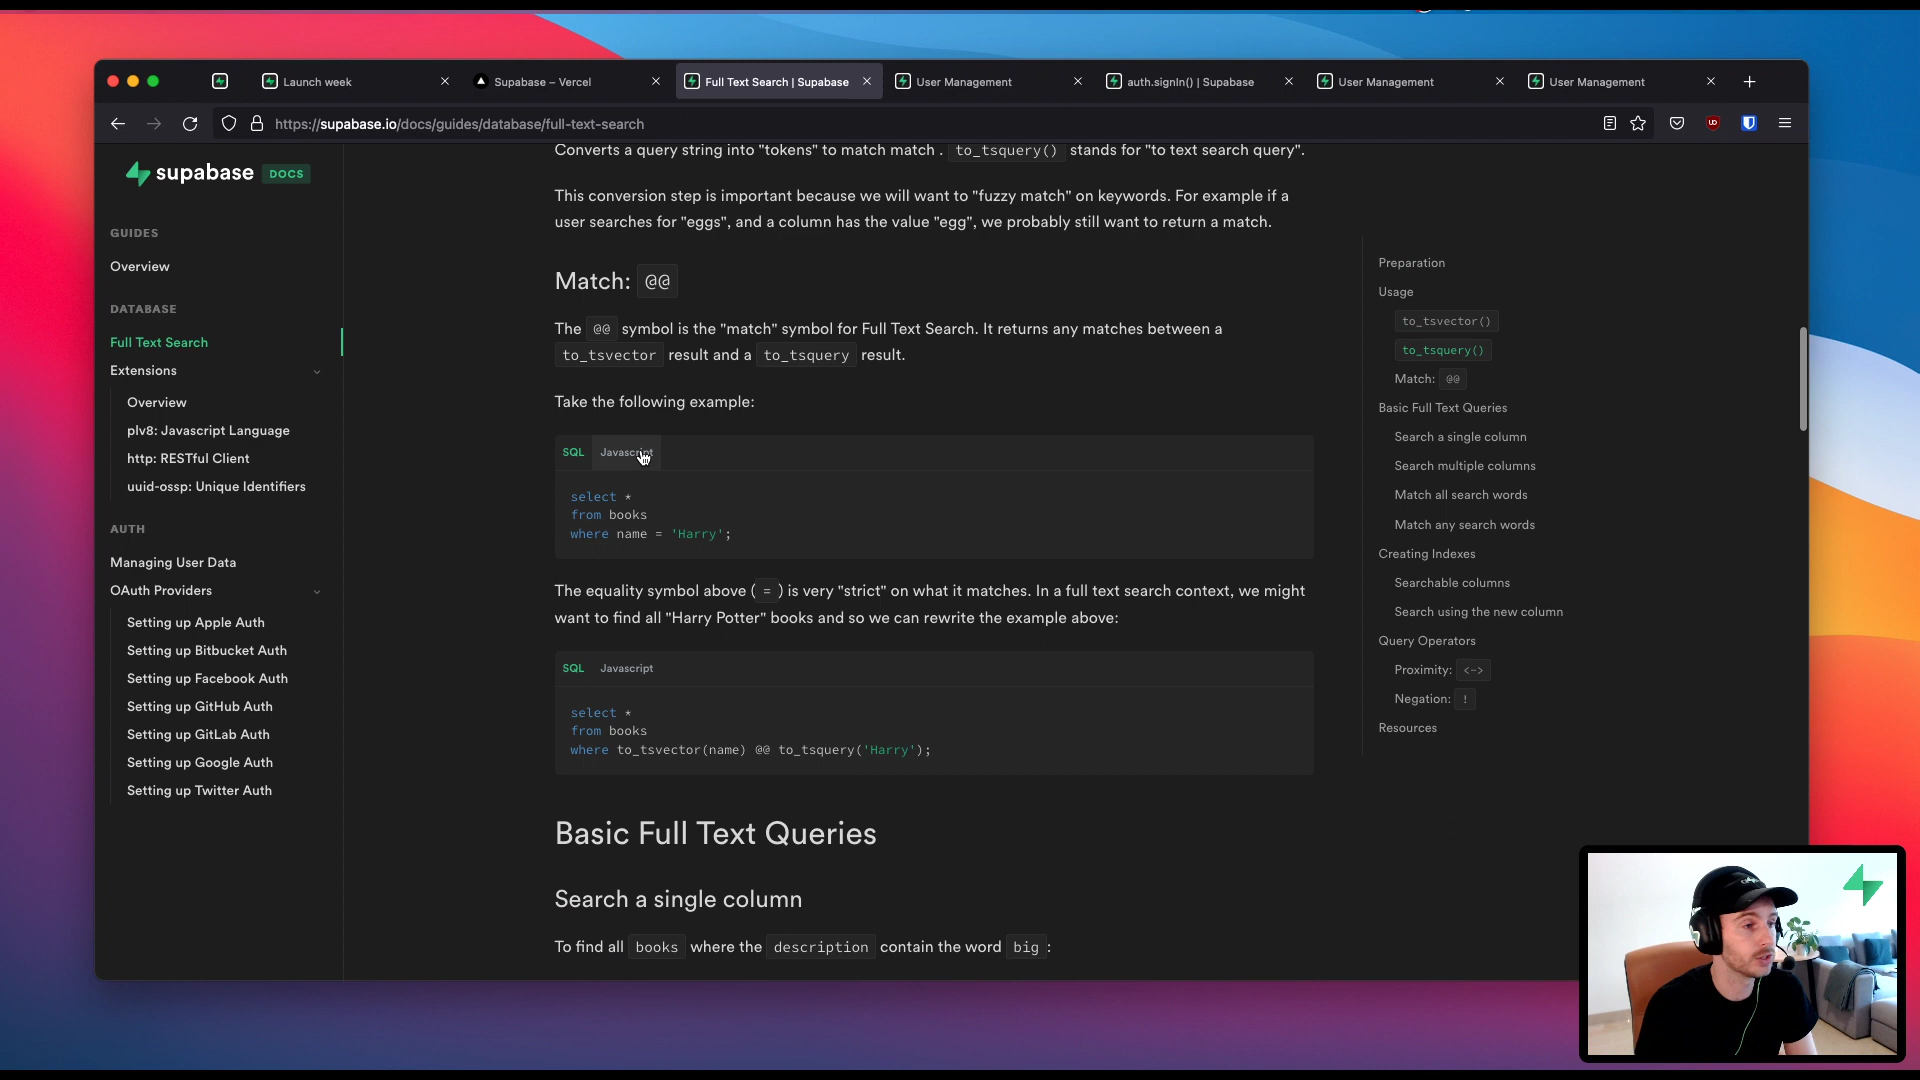 Launch week
Supabase – Vercel
Full Text Search | Supabase
User Management
auth.signIn() | Supabase
User Management
User Management
https://supabase.io/docs/guides/database/full-text-search
supabase DOCS
GUIDES
Overview
DATABASE
Full Text Search
Extensions
Overview
plv8: Javascript Language
http: RESTful Client
uuid-ossp: Unique Identifiers
AUTH
Managing User Data
OAuth Providers
Setting up Apple Auth
Setting up Bitbucket Auth
Setting up Facebook Auth
Setting up GitHub Auth
Setting up GitLab Auth
Setting up Google Auth
Setting up Twitter Auth
Converts a query string into "tokens" to match match . to_tsquery() stands for "to text search query".
This conversion step is important because we will want to "fuzzy match" on keywords. For example if a
user searches for "eggs", and a column has the value "egg", we probably still want to return a match.
Match: @@
The @@ symbol is the "match" symbol for Full Text Search. It returns any matches between a
to_tsvector result and a to_tsquery result.
Take the following example:
SQL Javascript
select *
from books
where name = 'Harry';
The equality symbol above ( = ) is very "strict" on what it matches. In a full text search context, we might
want to find all "Harry Potter" books and so we can rewrite the example above:
SQL Javascript
select *
from books
where to_tsvector(name) @@ to_tsquery('Harry');
Basic Full Text Queries
Search a single column
To find all books where the description contain the word big :
Preparation
Usage
to_tsvector()
to_tsquery()
Match: @@
Basic Full Text Queries
Search a single column
Search multiple columns
Match all search words
Match any search words
Creating Indexes
Searchable columns
Search using the new column
Query Operators
Proximity: <->
Negation: !
Resources